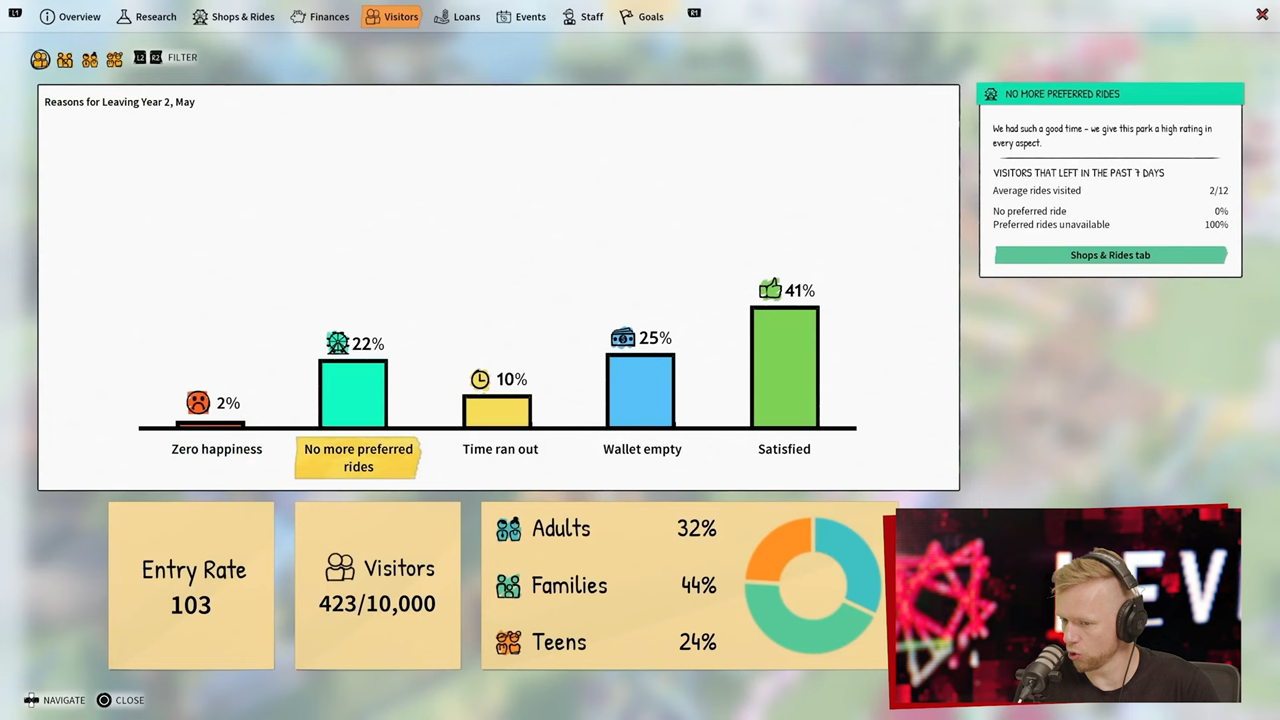 L1 Overview Research Shops & Rides Finances Visitors Loans Events Staff Goals R1
L2 R2 FILTER
Reasons for Leaving Year 2, May
2%
22%
10%
25%
41%
Zero happiness
No more preferred
rides
Time ran out
Wallet empty
Satisfied
NO MORE PREFERRED RIDES
We had such a good time - we give this park a high rating in
every aspect.
VISITORS THAT LEFT IN THE PAST 7 DAYS
Average rides visited 2/12
No preferred ride 0%
Preferred rides unavailable 100%
Shops & Rides tab
Entry Rate
103
Visitors
423/10,000
Adults 32%
Families 44%
Teens 24%
LEV
NAVIGATE CLOSE